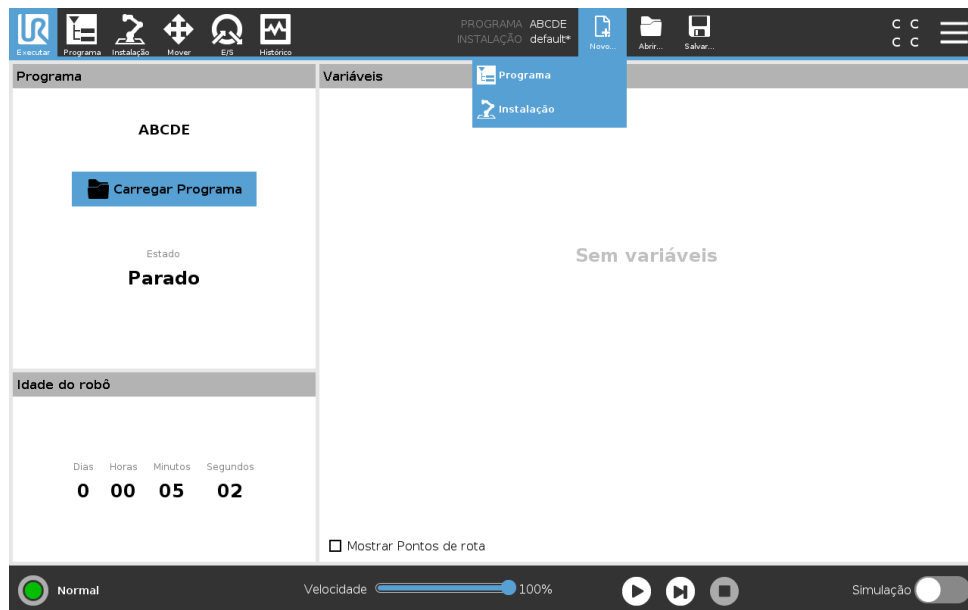 UR
Executar Programa Instalação Mover E/S Histórico
PROGRAMA ABCDE
INSTALAÇÃO default*
Novo... Abrir... Salvar...
C C
C C
Programa
Instalação
Programa
ABCDE
Carregar Programa
Estado
Parado
Variáveis
Sem variáveis
Mostrar Pontos de rota
Idade do robô
Dias Horas Minutos Segundos
0 00 05 02
Normal
Velocidade 100%
Simulação